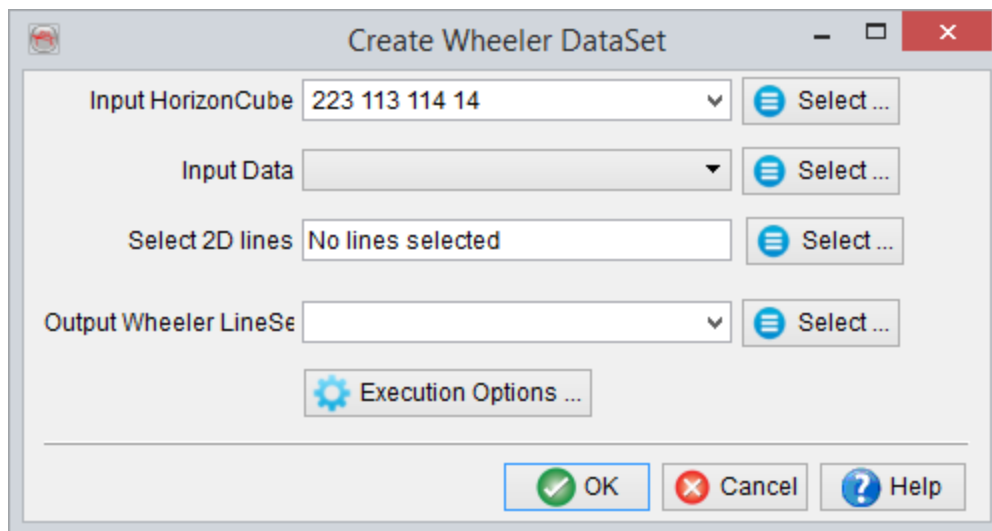 Create Wheeler DataSet
Input HorizonCube 223 113 114 14 Select ...
Input Data Select ...
Select 2D lines No lines selected Select ...
Output Wheeler LineSe Select ...
Execution Options ...
OK Cancel Help